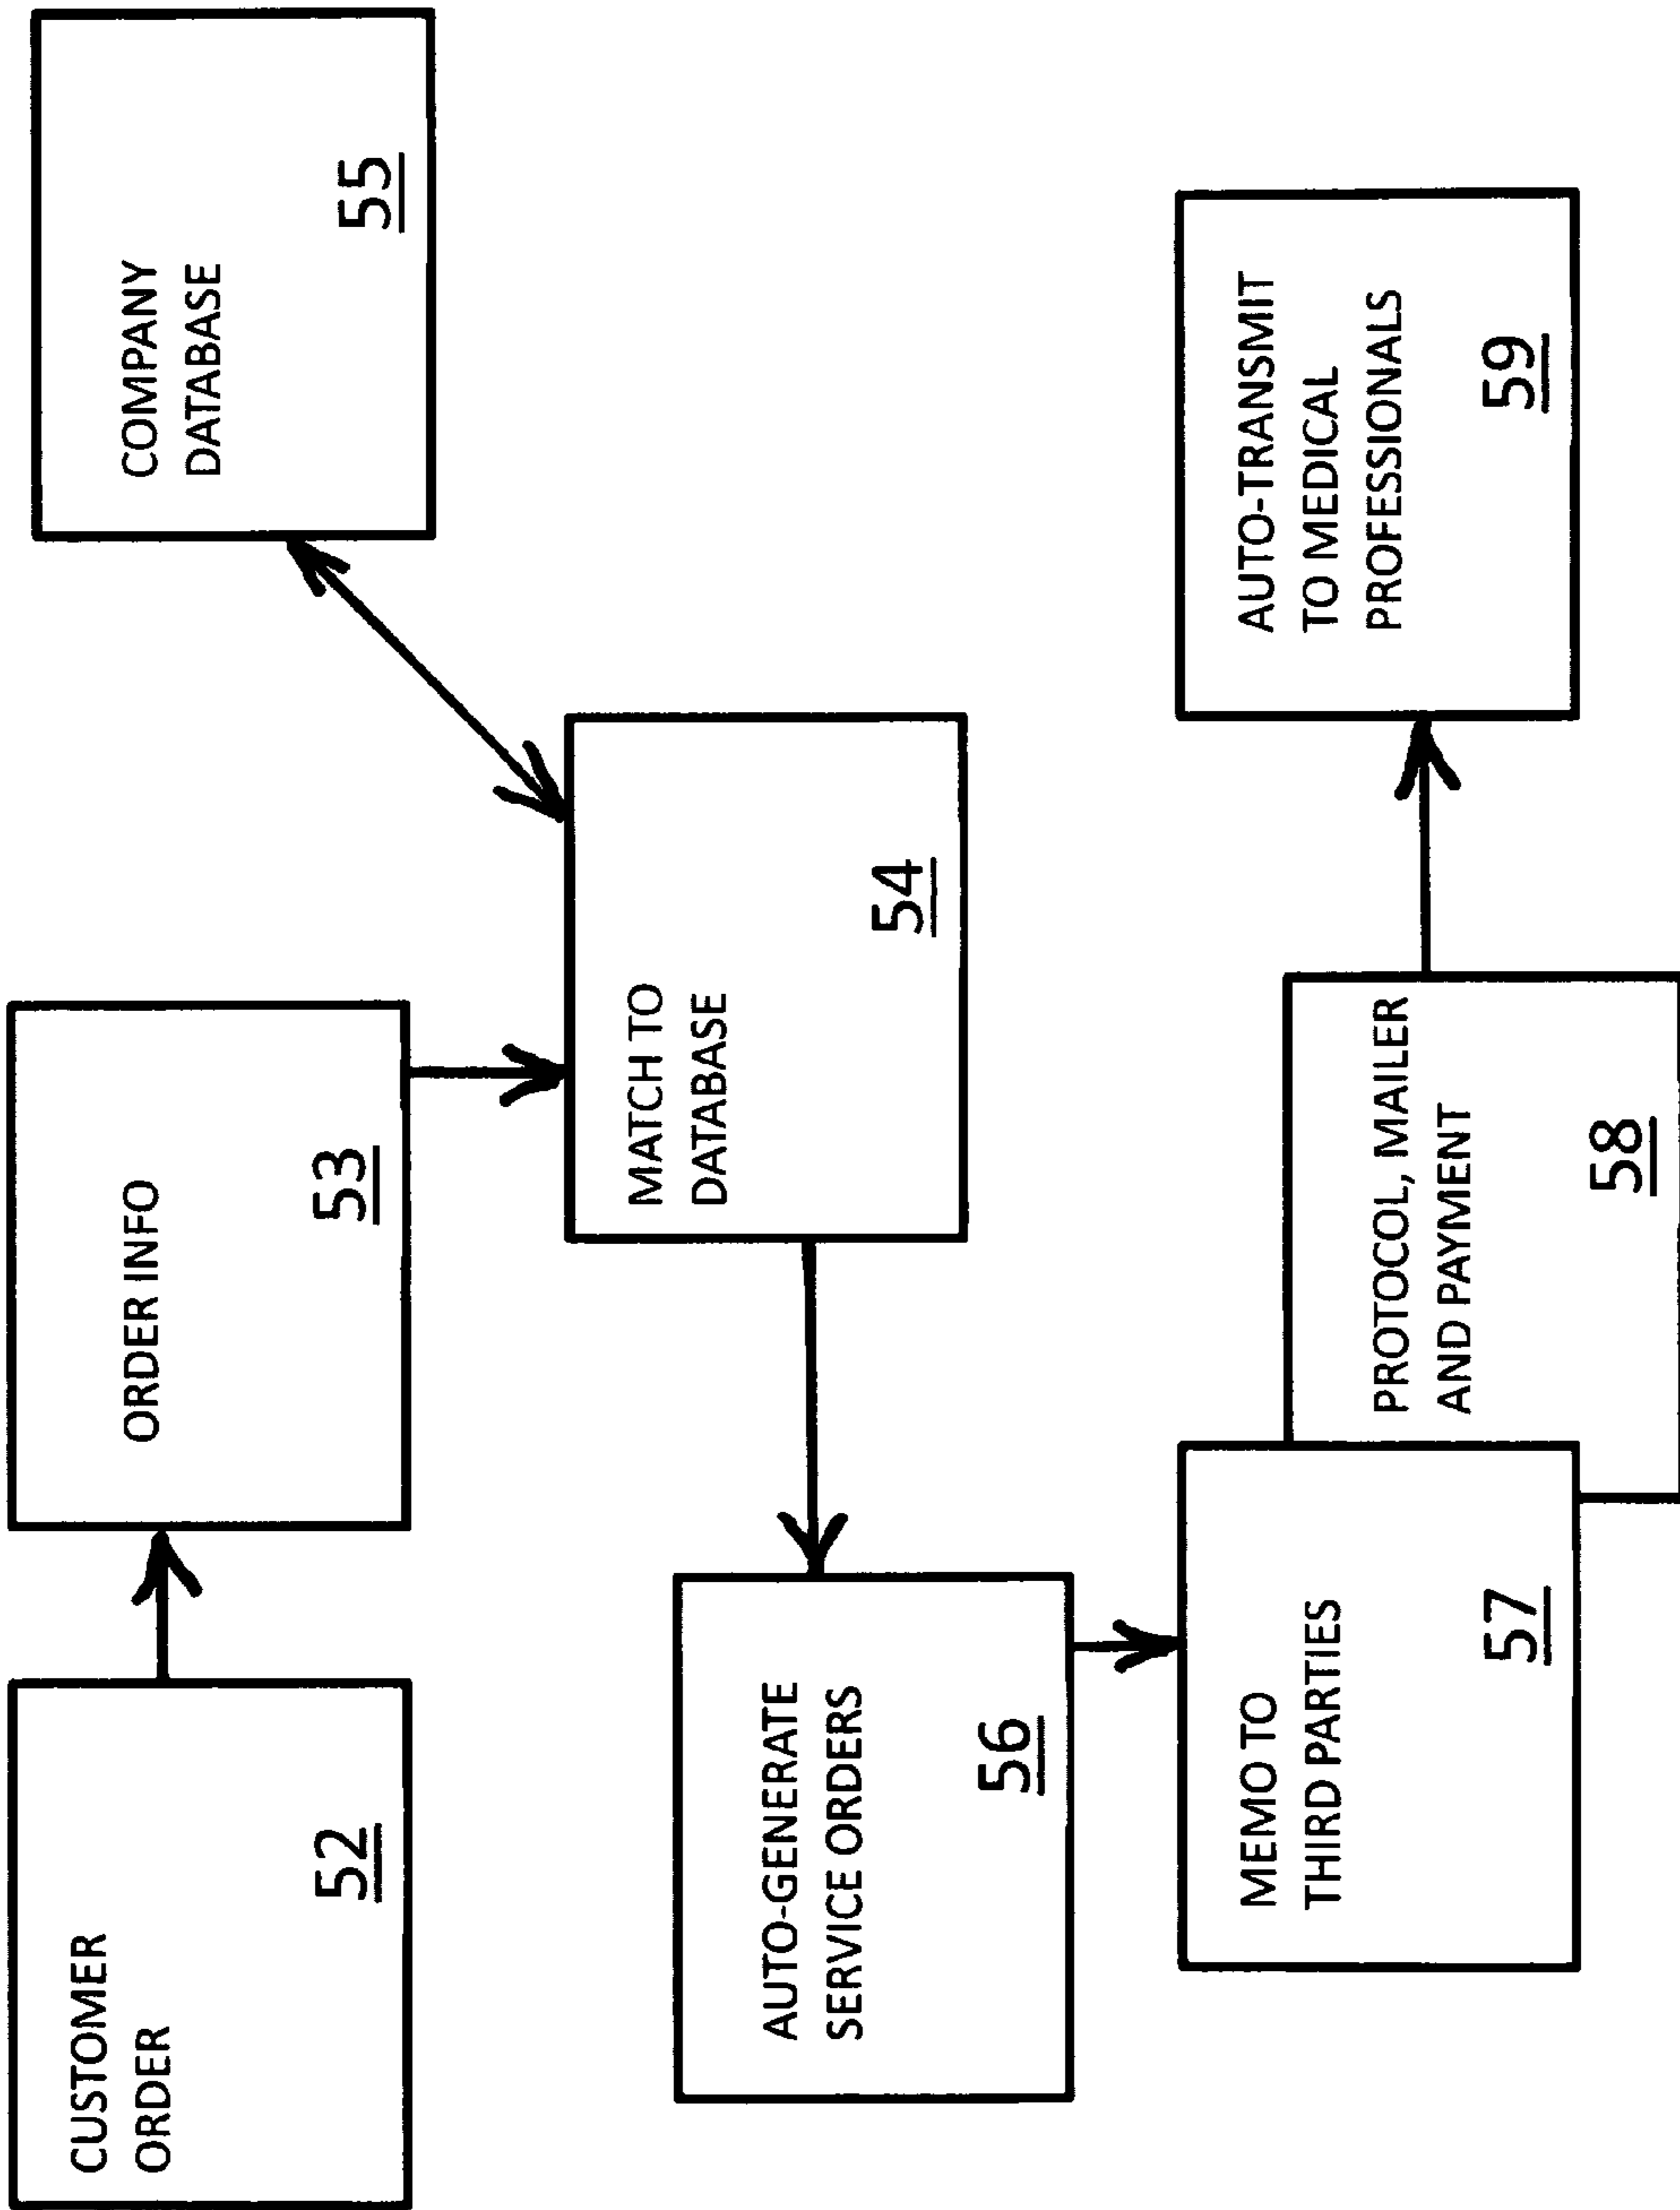 CUSTOMER
ORDER
52
ORDER INFO
53
COMPANY
DATABASE
55
MATCH TO
DATABASE
54
AUTO-GENERATE
SERVICE ORDERS
56
MEMO TO
THIRD PARTIES
57
PROTOCOL, MAILER
AND PAYMENT
58
AUTO-TRANSMIT
TO MEDICAL
PROFESSIONALS
59